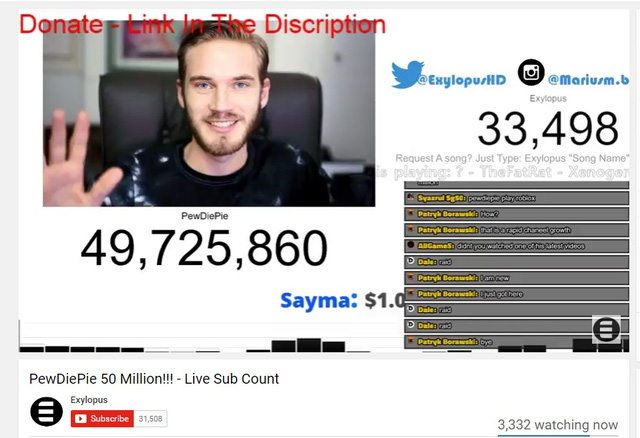 Donate - Link In The Discription
@ExylopusHD @Mariusm.b
Exylopus
33,498
Request A song? Just Type: Exylopus "Song Name"
is playing: ? - TheFatRat - Xenogen
PewDiePie
49,725,860
Sayma: $1.0
Syazrul Sg50: pewdiepie play roblox
Patryk Borawski: How?
Patryk Borawski: that is a rapid channel growth
AllGames: didnt you watched one of his latest videos
Dale: raid
Patryk Borawski: I am new
Patryk Borawski: I just got here
Dale: raid
Dale: raid
Patryk Borawski: bye
PewDiePie 50 Million!!! - Live Sub Count
Exylopus
Subscribe 31,508
3,332 watching now